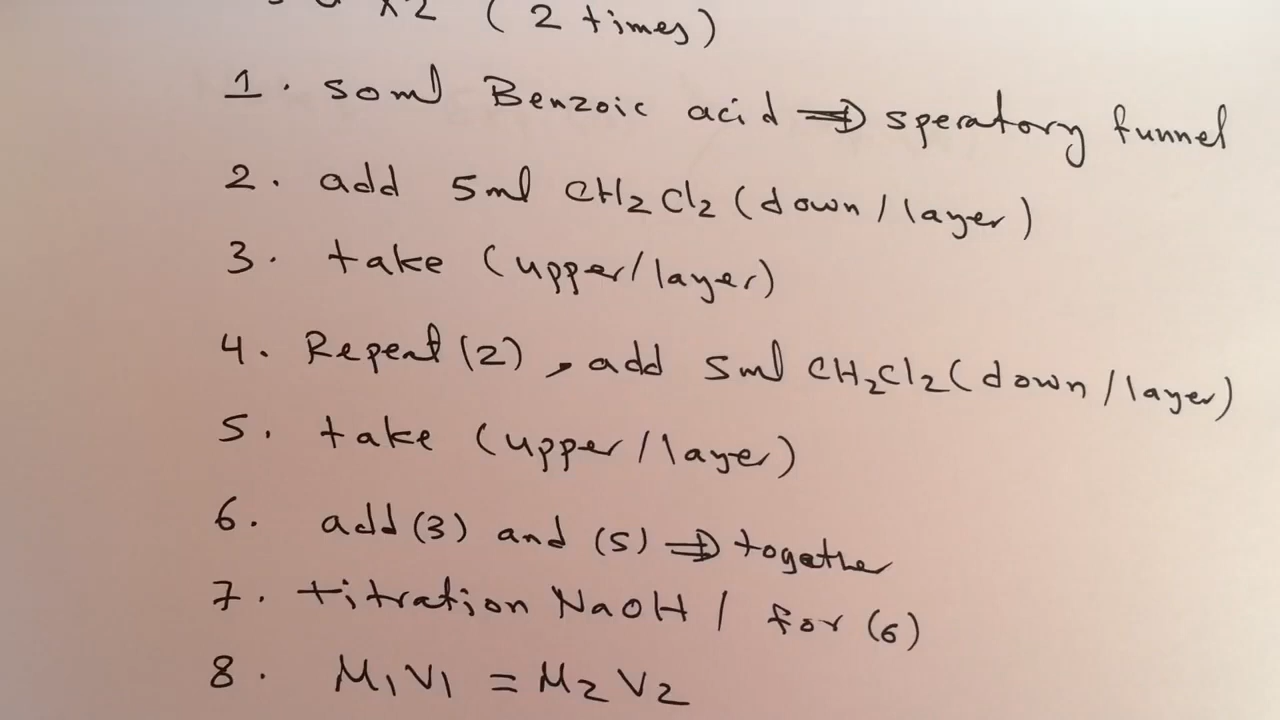 x2 (2 times)
1. 50ml Benzoic acid ⇒ speratory funnel
2. add 5ml CH2Cl2 (down/layer)
3. take (upper/layer)
4. Repeat (2), add 5ml CH2Cl2 (down/layer)
5. take (upper/layer)
6. add (3) and (5) ⇒ together
7. titration NaOH / for (6)
8. M1V1 = M2V2